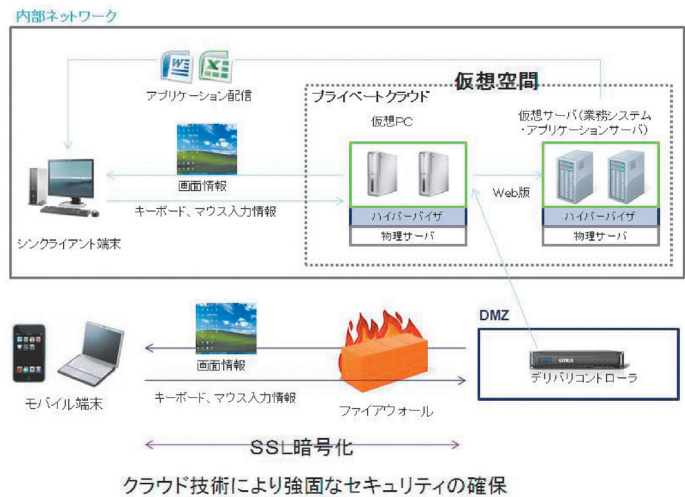 内部ネットワーク
アプリケーション配信
仮想空間
プライベートクラウド
仮想PC
仮想サーバ(業務システム
・アプリケーションサーバ)
画面情報
キーボード、マウス入力情報
シンクライアント端末
Web版
ハイパーバイザ
物理サーバ
ハイパーバイザ
物理サーバ
DMZ
画面情報
CITRIX
デリバリコントローラ
キーボード、マウス入力情報
モバイル端末
ファイアウォール
SSL暗号化
クラウド技術により強固なセキュリティの確保